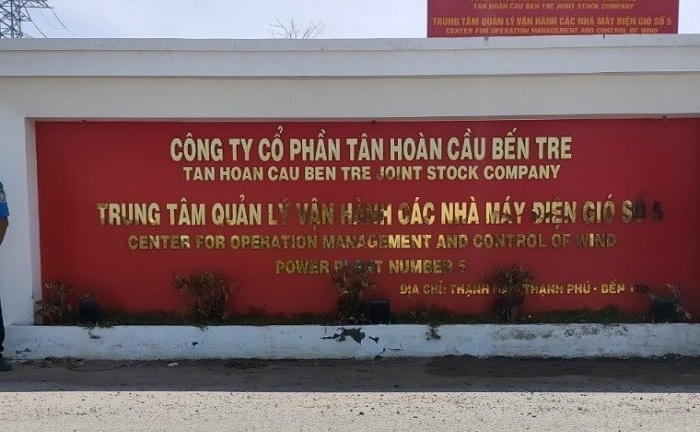 TAN HOAN CAU BEN TRE JOINT STOCK COMPANY
TRUNG TÂM QUẢN LÝ VẬN HÀNH CÁC NHÀ MÁY ĐIỆN GIÓ SỐ 5
CENTER FOR OPERATION MANAGEMENT AND CONTROL OF WIND
CÔNG TY CỔ PHẦN TÂN HOÀN CẦU BẾN TRE
TAN HOAN CAU BEN TRE JOINT STOCK COMPANY
TRUNG TÂM QUẢN LÝ VẬN HÀNH CÁC NHÀ MÁY ĐIỆN GIÓ SỐ 5
CENTER FOR OPERATION MANAGEMENT AND CONTROL OF WIND
POWER PLANT NUMBER 5
ĐỊA CHỈ: THẠNH HẢI, THẠNH PHÚ - BẾN TRE